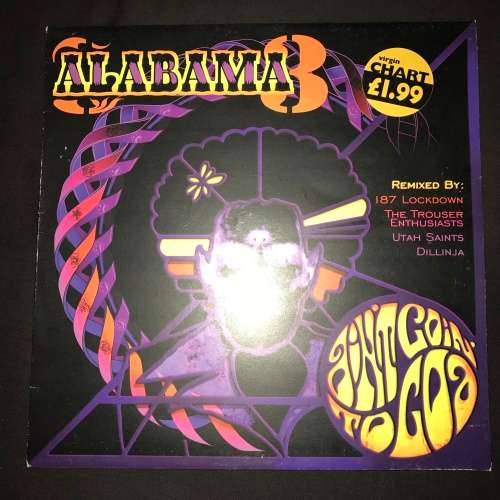 ALABAMA 3
virgin
CHART
£1.99
REMIXED BY:
187 LOCKDOWN
THE TROUSER
ENTHUSIASTS
UTAH SAINTS
DILLINJA
AIN'T GOIN'
TO GOA